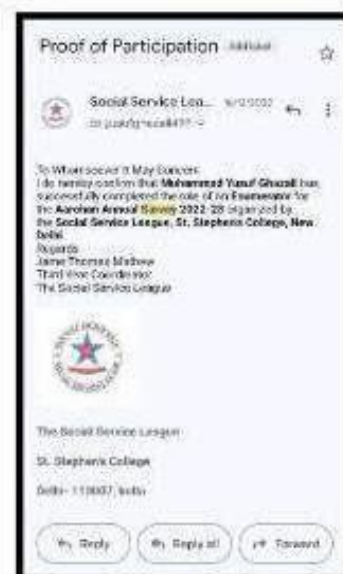 Proof of Participation
Social Service Lea...
To Whomsoever It May Concern
I do hereby confirm that Muhammad Yusuf Ghazali has
successfully completed the role of an Enumerator for
the Aarohan Annual Survey 2022-23 organized by
the Social Service League, St. Stephen's College, New
Delhi.
Regards
Jaime Thomas Mathew
Third Year Coordinator
The Social Service League
The Social Service League
St. Stephen's College
Delhi- 110007, India
Reply
Reply all
Forward